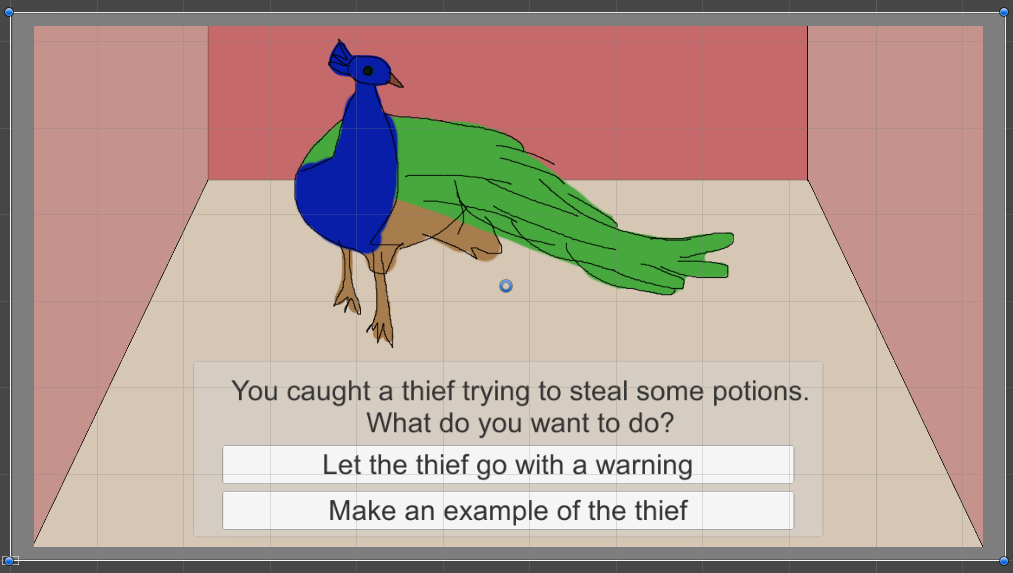 You caught a thief trying to steal some potions.
What do you want to do?
Let the thief go with a warning
Make an example of the thief